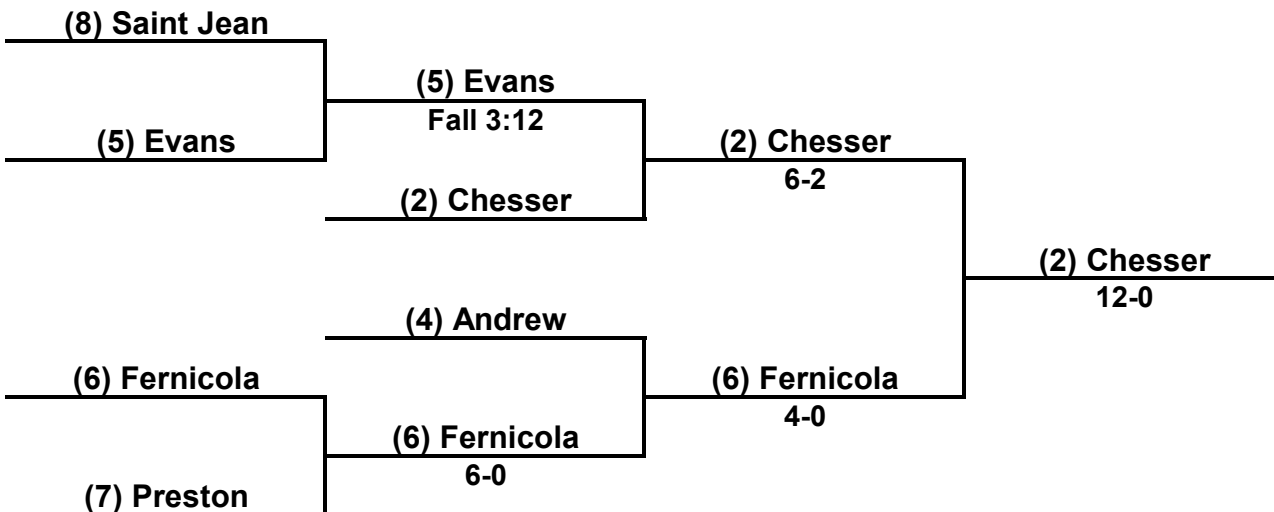 (8) Saint Jean
(5) Evans
Fall 3:12
(5) Evans
(2) Chesser
6-2
(2) Chesser
(2) Chesser
12-0
(4) Andrew
(6) Fernicola
(6) Fernicola
4-0
(6) Fernicola
6-0
(7) Preston